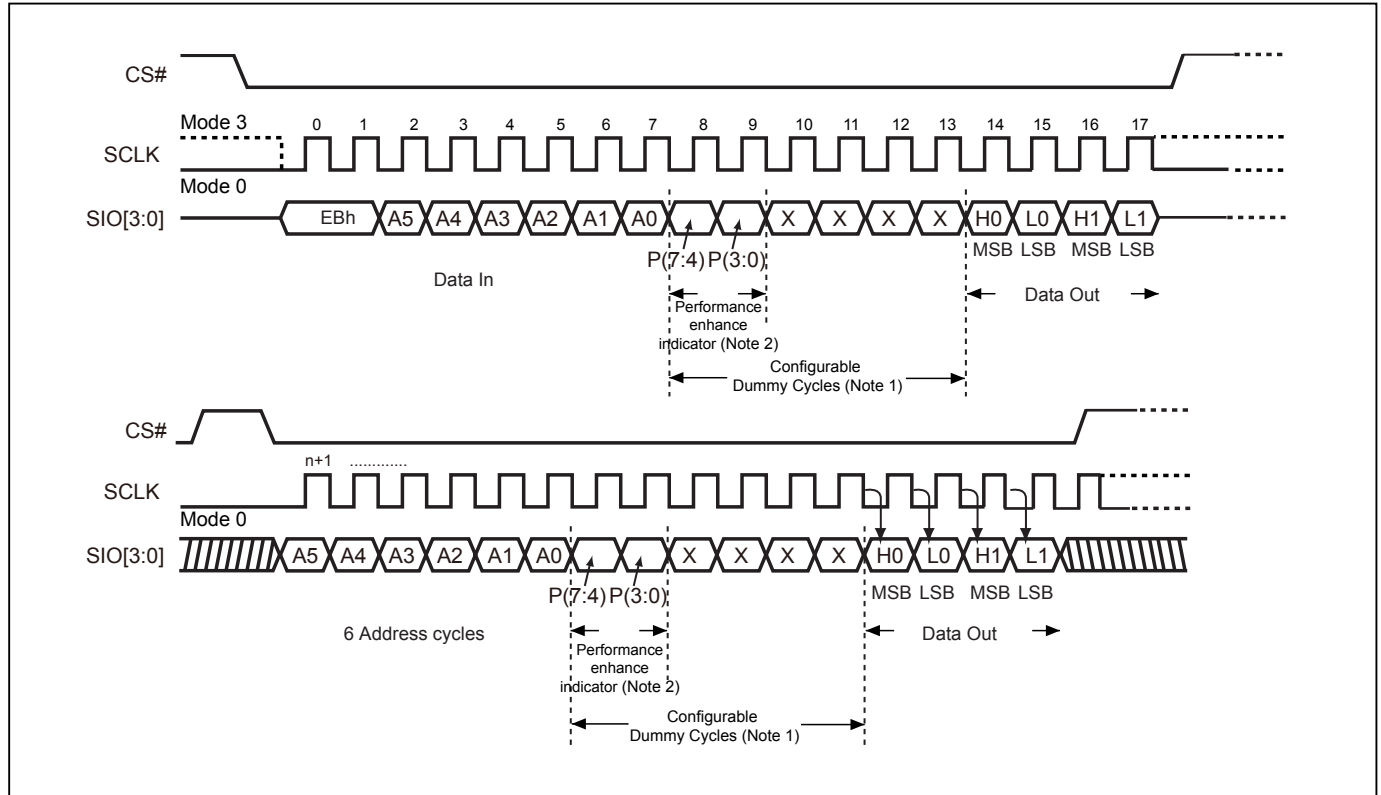 CS#
Mode 3
0 1 2 3 4 5 6 7 8 9 10 11 12 13 14 15 16 17
SCLK
Mode 0
SIO[3:0] EBh A5 A4 A3 A2 A1 A0 X X X X H0 L0 H1 L1
P(7:4) P(3:0) MSB LSB MSB LSB
Data In
Data Out
Performance
enhance
indicator (Note 2)
Configurable
Dummy Cycles (Note 1)
CS#
n+1 .............
SCLK
Mode 0
SIO[3:0] A5 A4 A3 A2 A1 A0 X X X X H0 L0 H1 L1
P(7:4) P(3:0) MSB LSB MSB LSB
6 Address cycles
Data Out
Performance
enhance
indicator (Note 2)
Configurable
Dummy Cycles (Note 1)